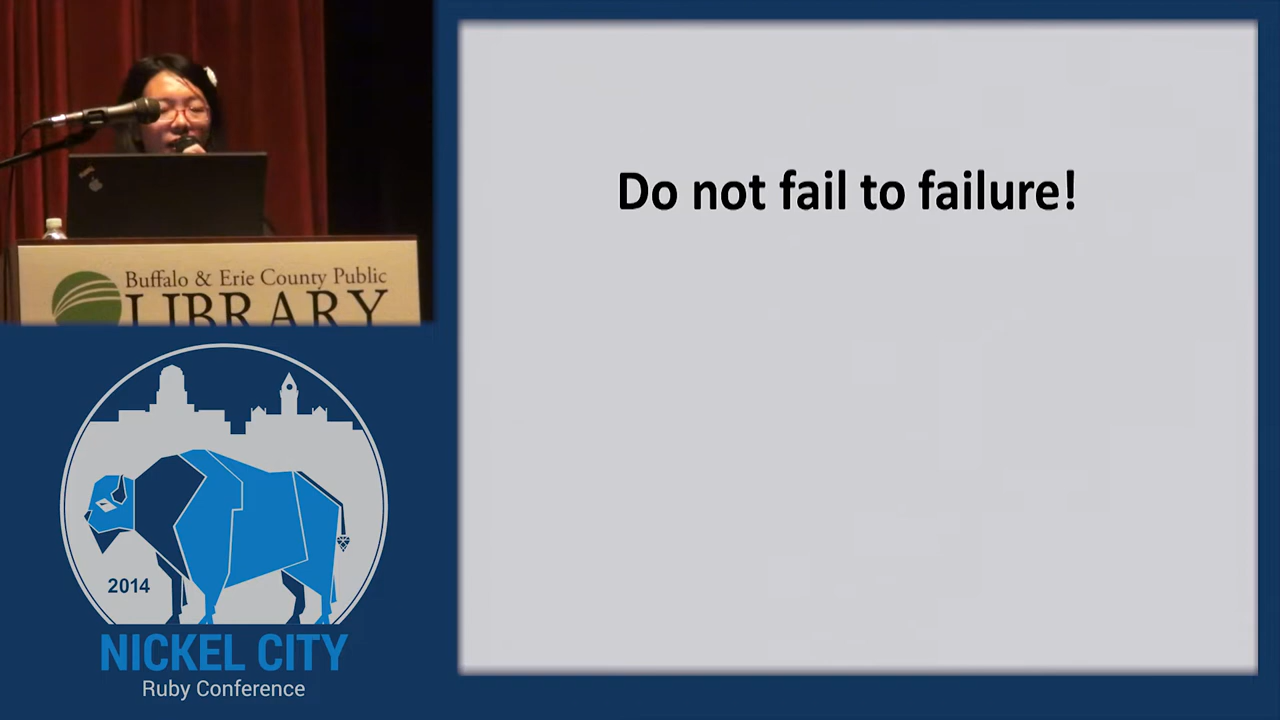 Do not fail to failure!
Buffalo & Erie County Public
LIBRARY
2014
NICKEL CITY
Ruby Conference